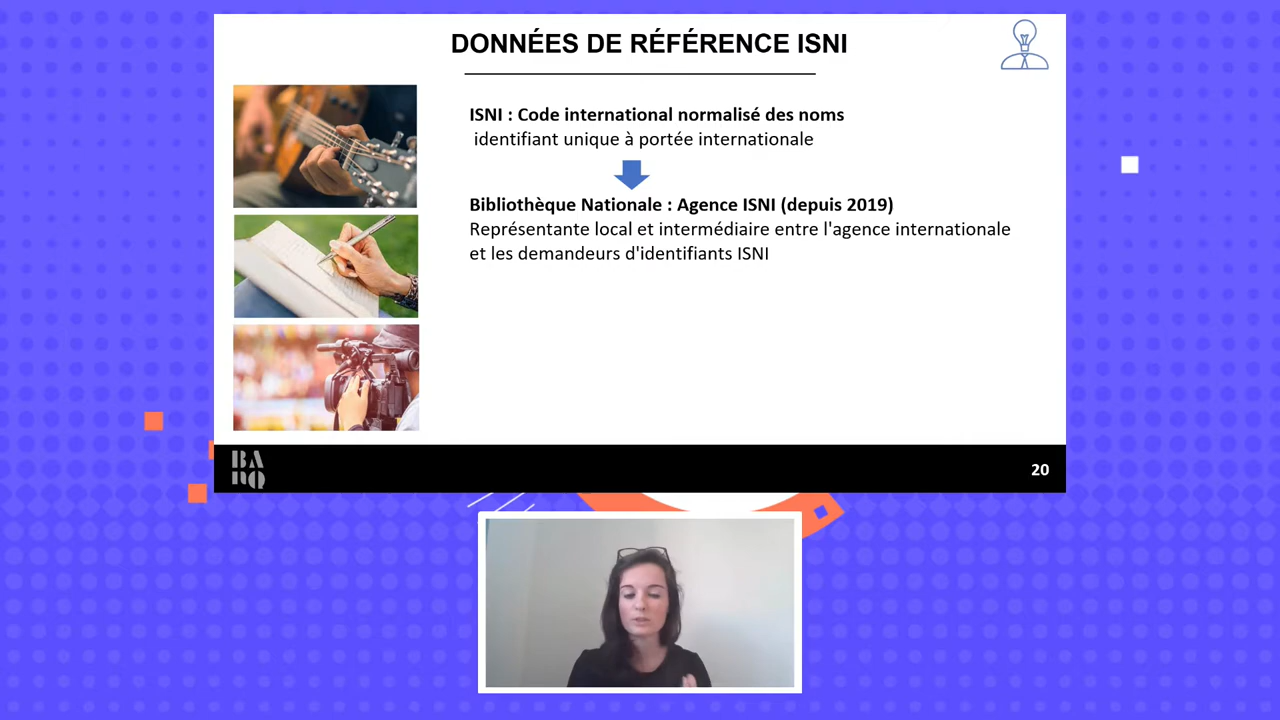 DONNÉES DE RÉFÉRENCE ISNI
ISNI : Code international normalisé des noms
identifiant unique à portée internationale
Bibliothèque Nationale : Agence ISNI (depuis 2019)
Représentante local et intermédiaire entre l'agence internationale
et les demandeurs d'identifiants ISNI
BA
NQ
20